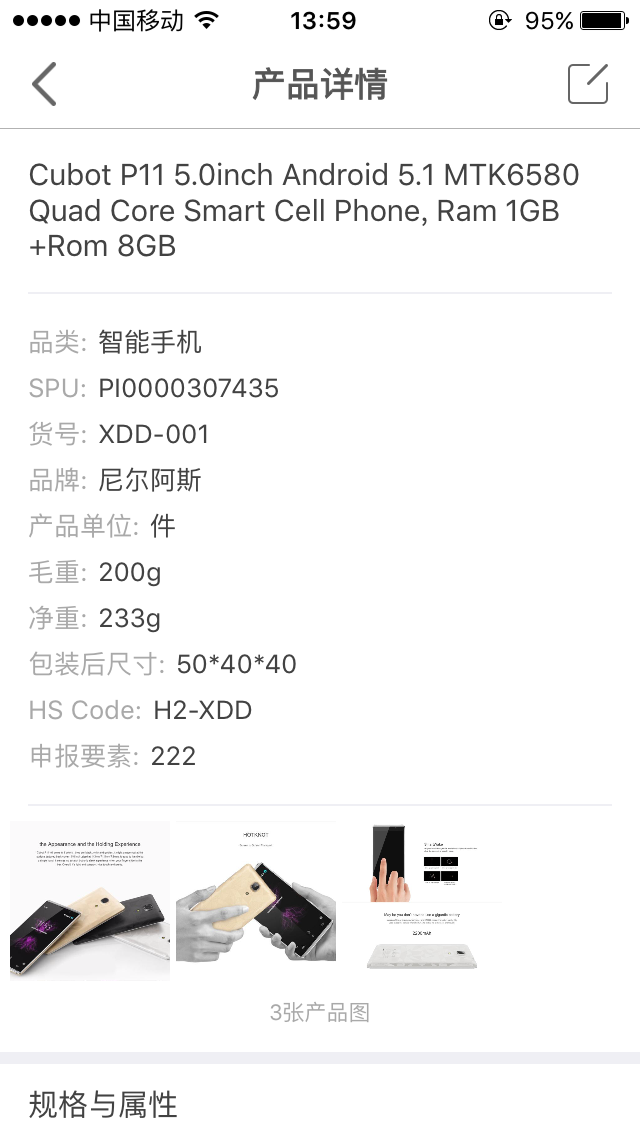 中国移动 13:59 95%
产品详情
Cubot P11 5.0inch Android 5.1 MTK6580
Quad Core Smart Cell Phone, Ram 1GB
+Rom 8GB
品类: 智能手机
SPU: PI0000307435
货号: XDD-001
品牌: 尼尔阿斯
产品单位: 件
毛重: 200g
净重: 233g
包装后尺寸: 50*40*40
HS Code: H2-XDD
申报要素: 222
the Appearance and the Holding Experience
HOTKNOT
2200mAh
3张产品图
规格与属性